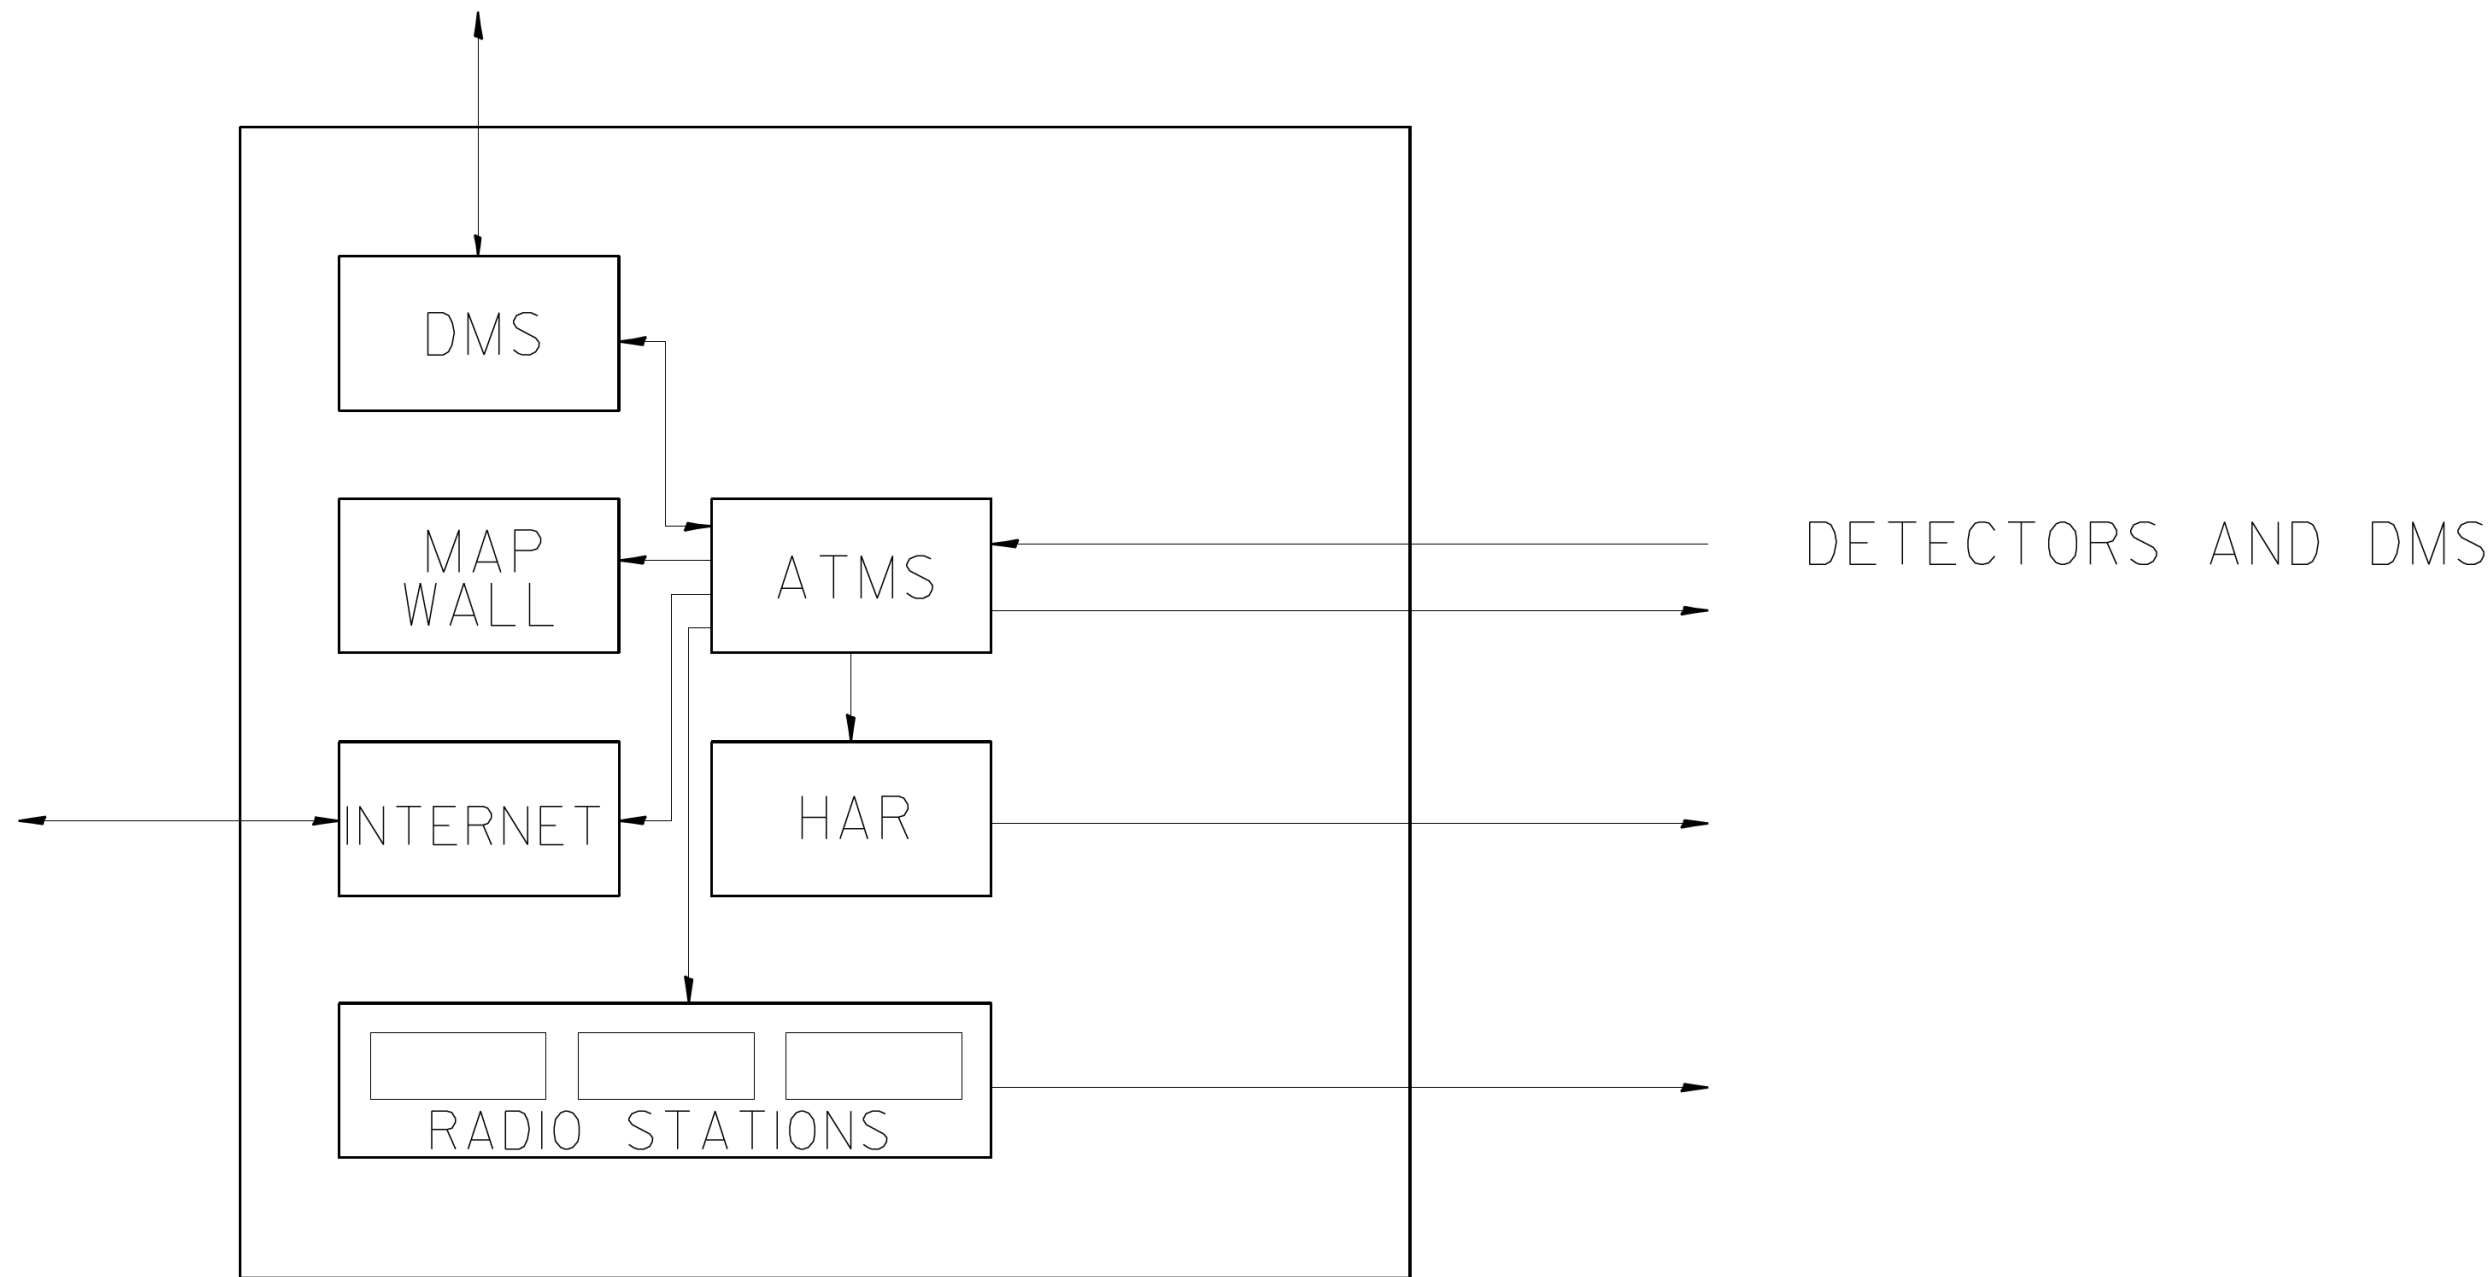 DMS
MAP
WALL
ATMS
DETECTORS AND DMS
INTERNET
HAR
RADIO STATIONS